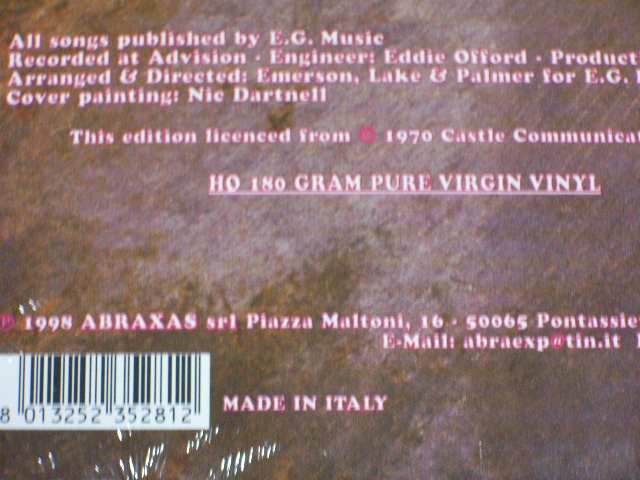 All songs published by E.G. Music
Recorded at Advision · Engineer: Eddie Offord · Product
Arranged & Directed: Emerson, Lake & Palmer for E.G.
Cover painting: Nic Dartnell
This edition licenced from ℗ 1970 Castle Communicat
HQ 180 GRAM PURE VIRGIN VINYL
℗ 1998 ABRAXAS srl Piazza Maltoni, 16 - 50065 Pontassie
E-Mail: abraexp@tin.it
8 013252 352812
MADE IN ITALY